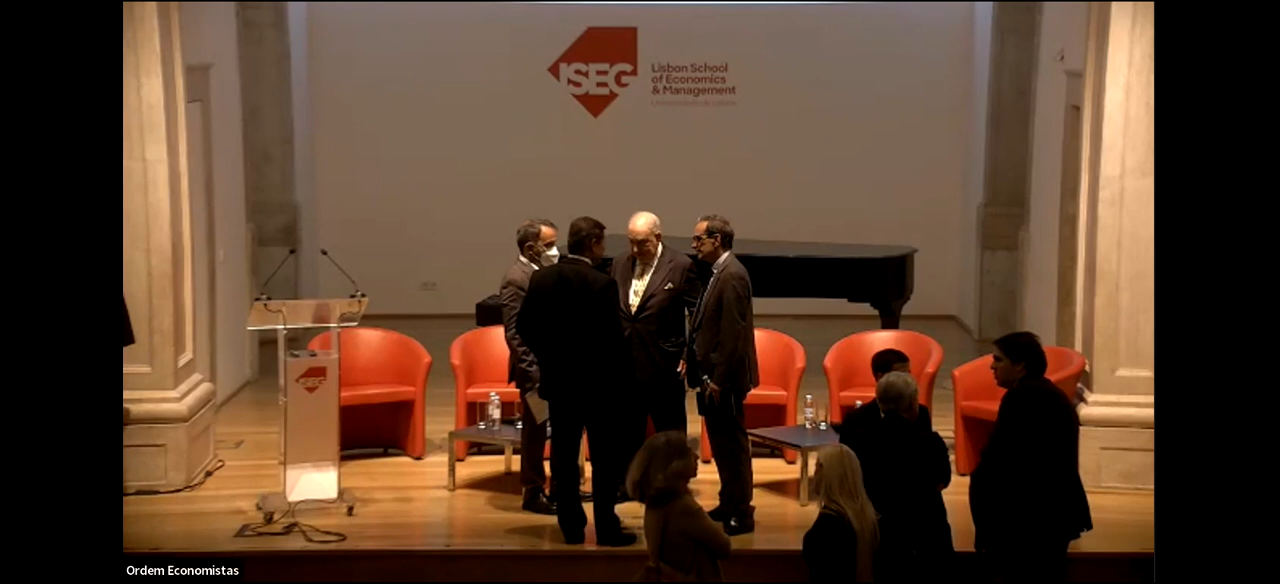 ISEG
Lisbon School
of Economics
& Management
ISEG
Ordem Economistas